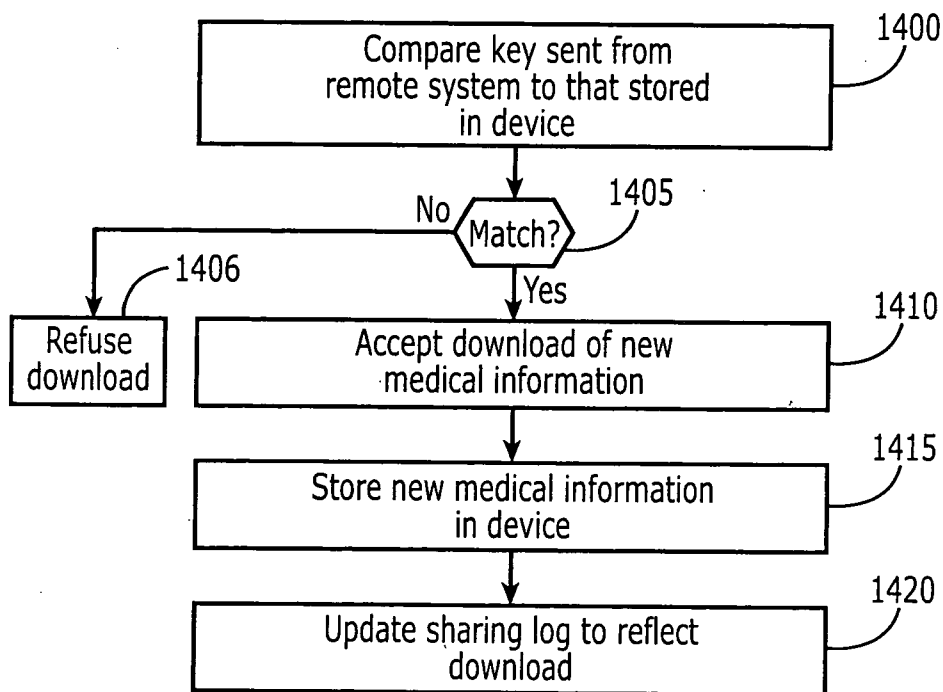 1400
Compare key sent from
remote system to that stored
in device
1405
No
Match?
1406
Yes
Refuse
download
1410
Accept download of new
medical information
1415
Store new medical information
in device
1420
Update sharing log to reflect
download